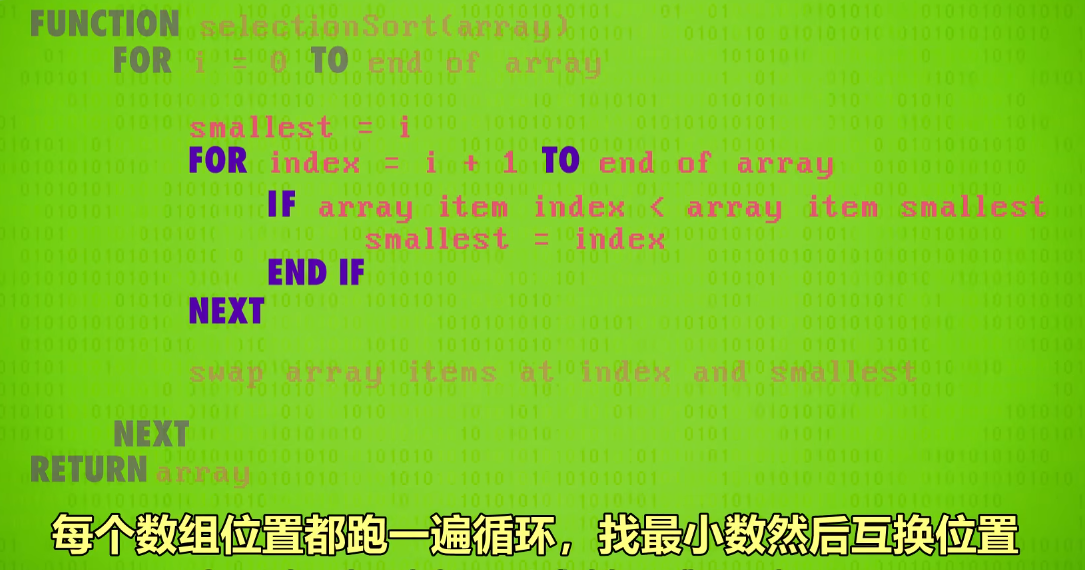 FUNCTION selectionSort(array)
FOR i = 0 TO end of array
smallest = i
FOR index = i + 1 TO end of array
IF array item index < array item smallest
smallest = index
END IF
NEXT
swap array items at index and smallest
NEXT
RETURN array
每个数组位置都跑一遍循环，找最小数然后互换位置